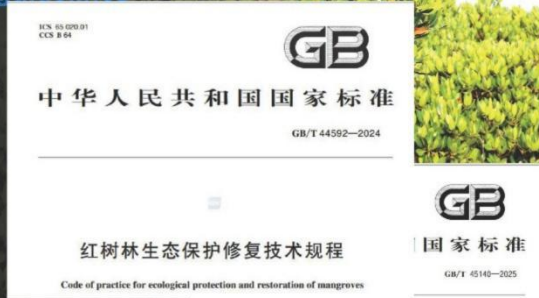 ICS 65.020.01
CCS B 64
GB
中华人民共和国国家标准
GB/T 44592—2024
红树林生态保护修复技术规程
Code of practice for ecological protection and restoration of mangroves
GB
国家标准
GB/T 45140—2025